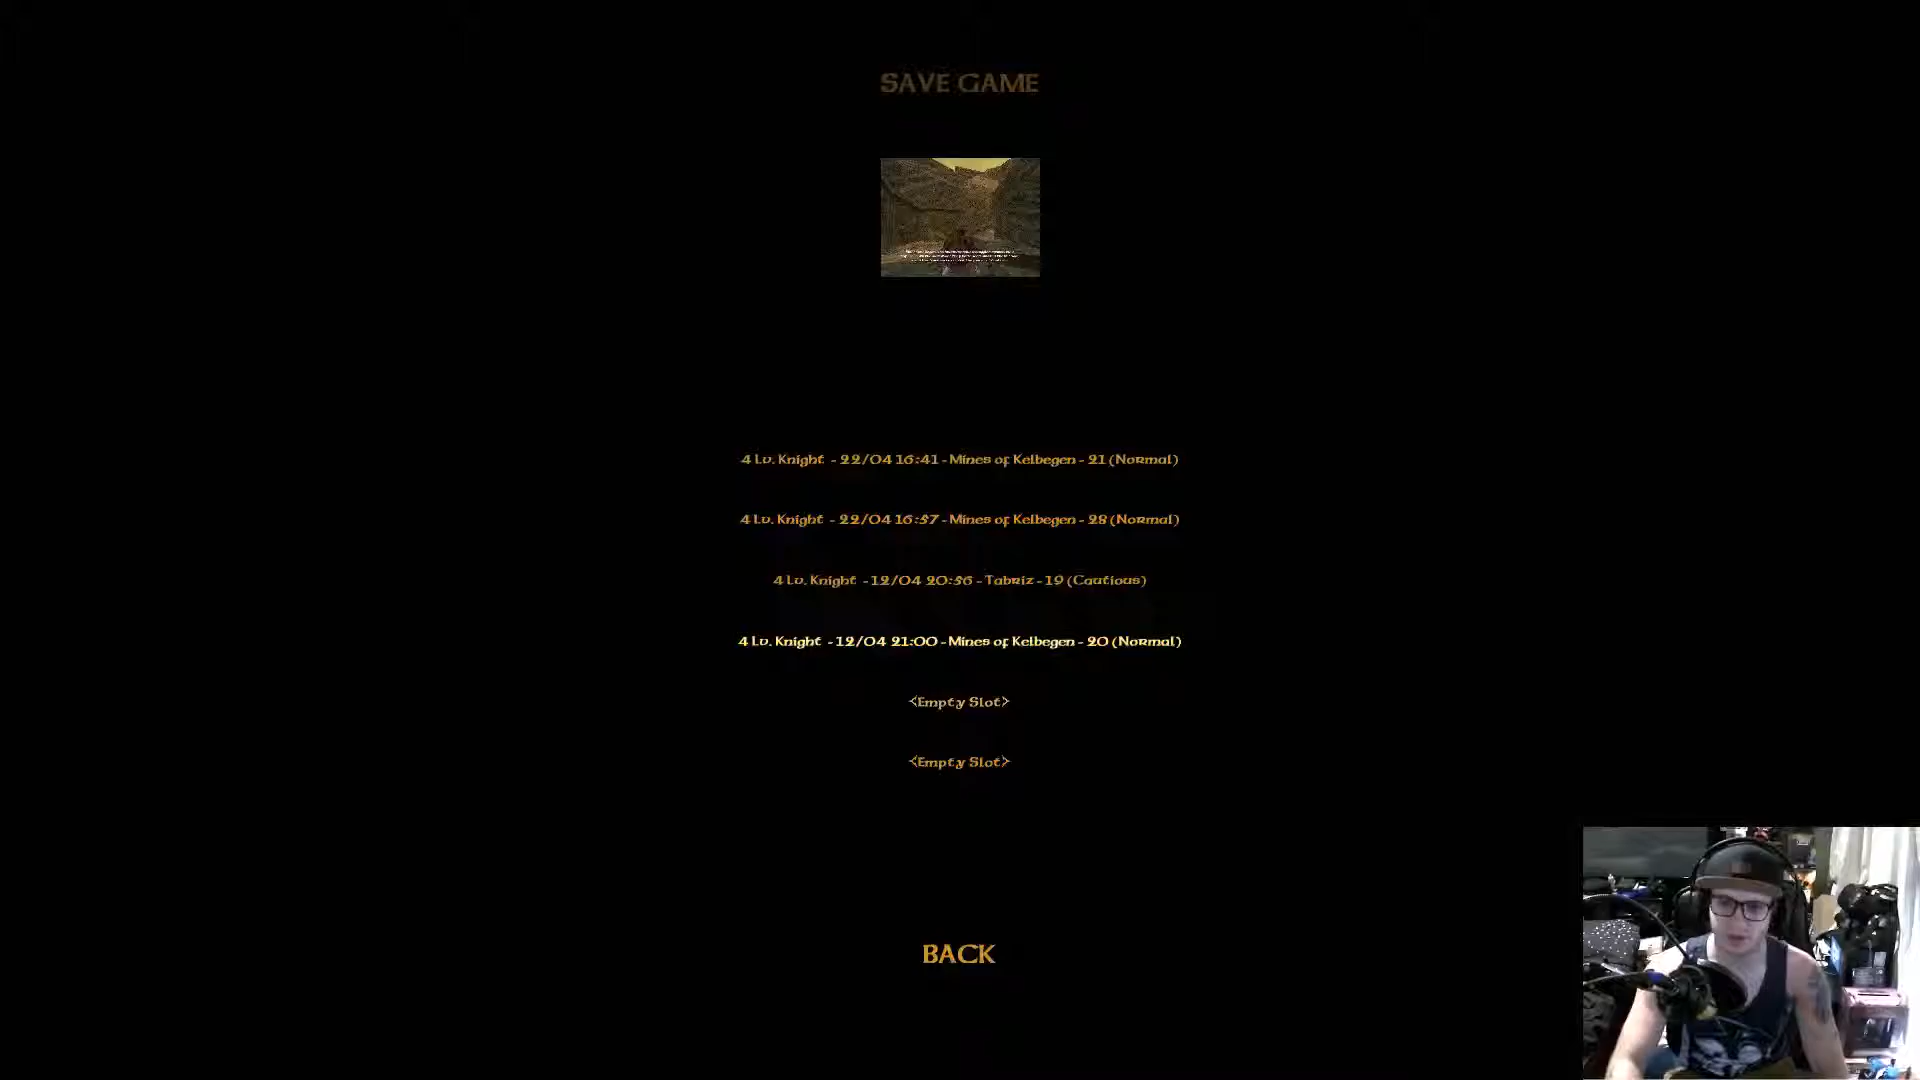 SAVE GAME
4 Lv. Knight - 22/04 16:41 - Mines of Kelbegen - 21 (Normal)
4 Lv. Knight - 22/04 16:57 - Mines of Kelbegen - 28 (Normal)
4 Lv. Knight - 12/04 20:56 - Tabriz - 19 (Cautious)
4 Lv. Knight - 12/04 21:00 - Mines of Kelbegen - 20 (Normal)
<Empty Slot>
<Empty Slot>
BACK